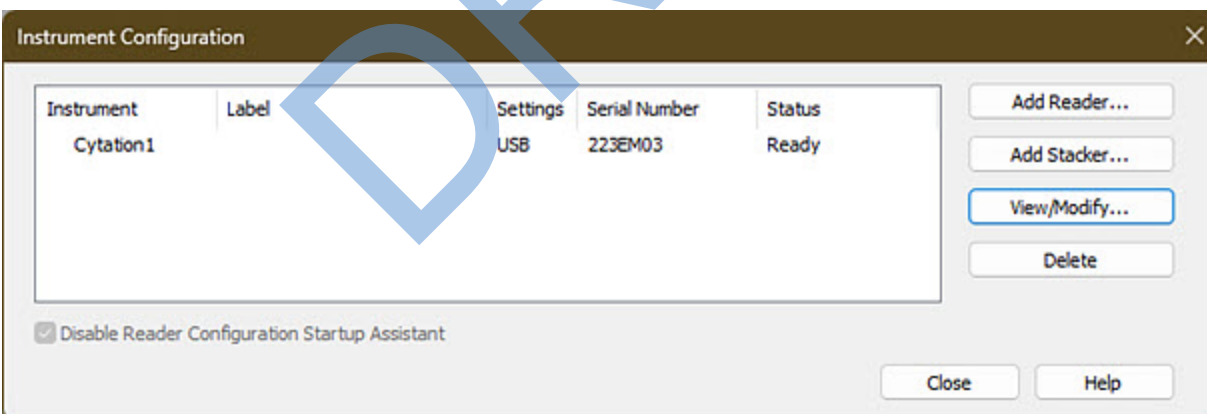 Instrument Configuration
Instrument Label Settings Serial Number Status
Cytation1 USB 223EM03 Ready
Add Reader...
Add Stacker...
View/Modify...
Delete
Disable Reader Configuration Startup Assistant
Close Help